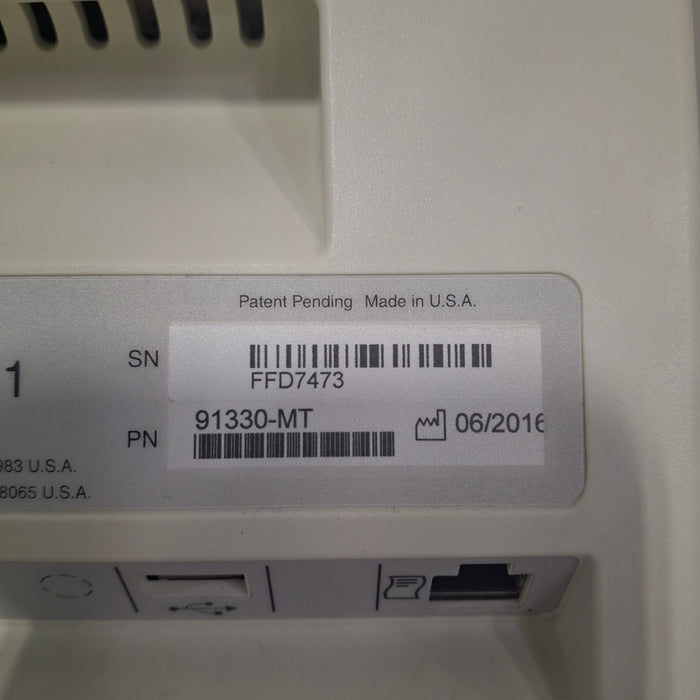 Patent Pending Made in U.S.A.
1
SN
FFD7473
PN
91330-MT
06/2016
983 U.S.A.
8065 U.S.A.